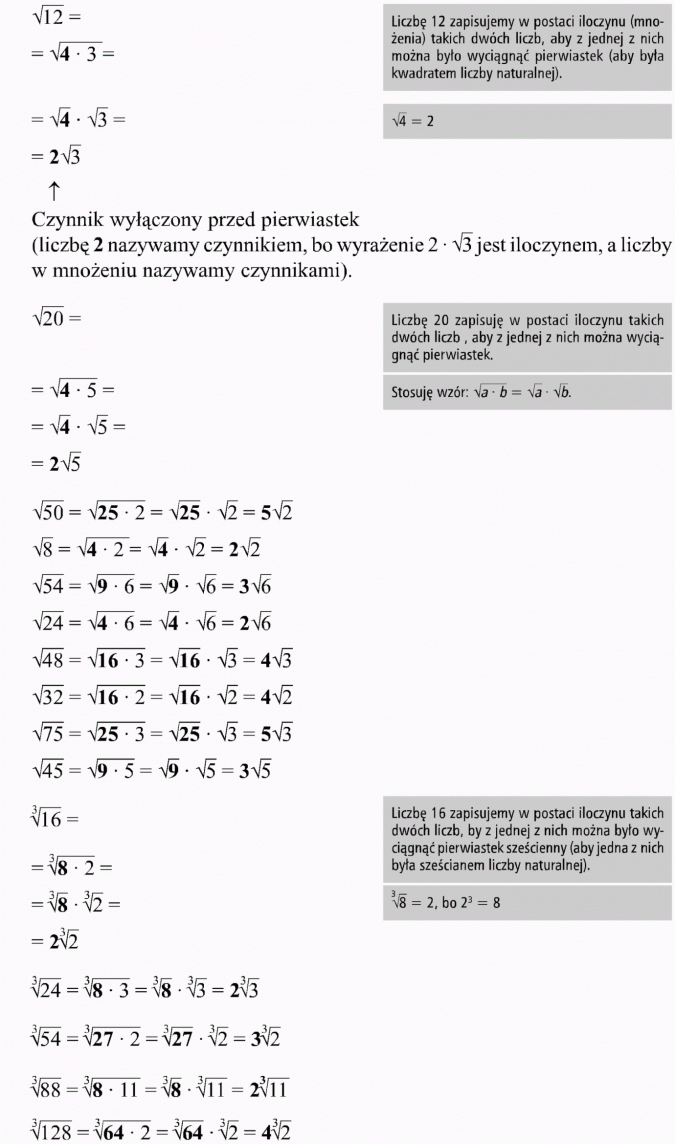 √12 =
Liczbę 12 zapisujemy w postaci iloczynu (mno-
żenia) takich dwóch liczb, aby z jednej z nich
można było wyciągnąć pierwiastek (aby była
kwadratem liczby naturalnej).
= √4 · 3 =
= √4 · √3 =
√4 = 2
= 2√3
↑
Czynnik wyłączony przed pierwiastek
(liczbę 2 nazywamy czynnikiem, bo wyrażenie 2 · √3 jest iloczynem, a liczby
w mnożeniu nazywamy czynnikami).
√20 =
Liczbę 20 zapisuję w postaci iloczynu takich
dwóch liczb , aby z jednej z nich można wycią-
gnąć pierwiastek.
= √4 · 5 =
Stosuję wzór: √a · b = √a · √b.
= √4 · √5 =
= 2√5
√50 = √25 · 2 = √25 · √2 = 5√2
√8 = √4 · 2 = √4 · √2 = 2√2
√54 = √9 · 6 = √9 · √6 = 3√6
√24 = √4 · 6 = √4 · √6 = 2√6
√48 = √16 · 3 = √16 · √3 = 4√3
√32 = √16 · 2 = √16 · √2 = 4√2
√75 = √25 · 3 = √25 · √3 = 5√3
√45 = √9 · 5 = √9 · √5 = 3√5
∛16 =
Liczbę 16 zapisujemy w postaci iloczynu takich
dwóch liczb, by z jednej z nich można było wy-
ciągnąć pierwiastek sześcienny (aby jedna z nich
była sześcianem liczby naturalnej).
= ∛8 · 2 =
= ∛8 · ∛2 =
∛8 = 2, bo 2³ = 8
= 2∛2
∛24 = ∛8 · 3 = ∛8 · ∛3 = 2∛3
∛54 = ∛27 · 2 = ∛27 · ∛2 = 3∛2
∛88 = ∛8 · 11 = ∛8 · ∛11 = 2∛11
∛128 = ∛64 · 2 = ∛64 · ∛2 = 4∛2